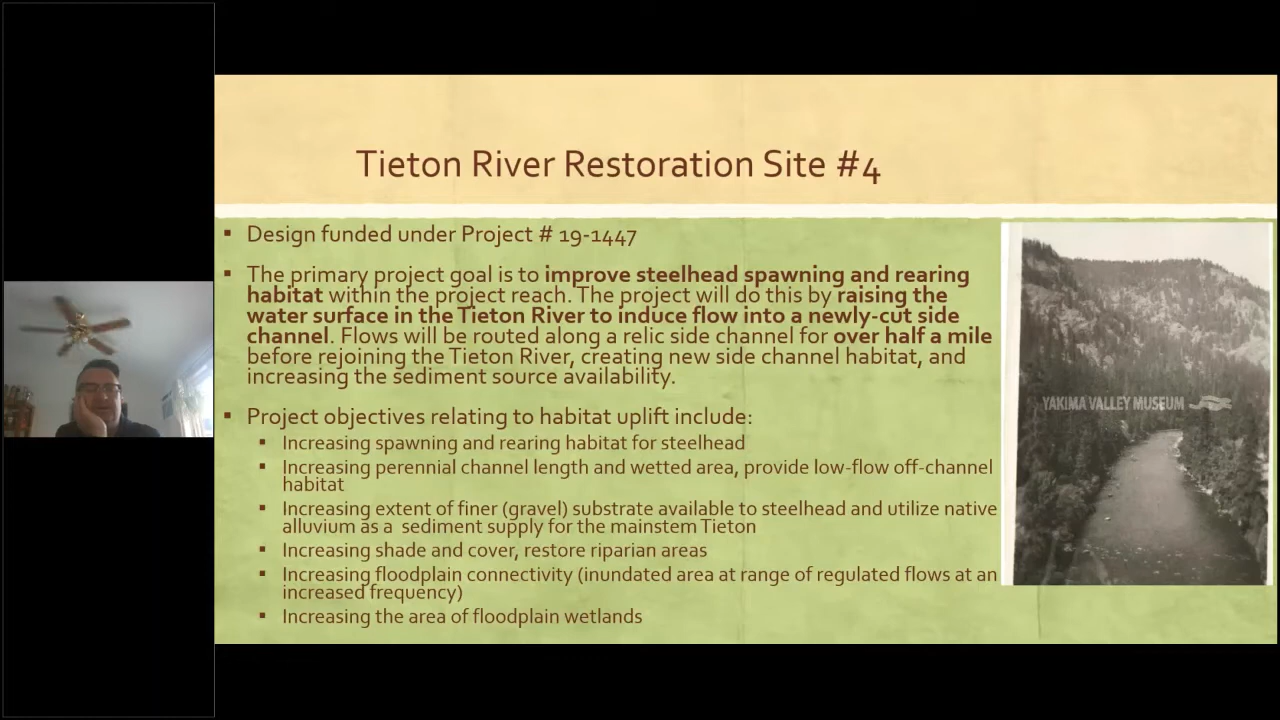 Tieton River Restoration Site #4
▪ Design funded under Project # 19-1447
▪ The primary project goal is to improve steelhead spawning and rearing
habitat within the project reach. The project will do this by raising the
water surface in the Tieton River to induce flow into a newly-cut side
channel. Flows will be routed along a relic side channel for over half a mile
before rejoining the Tieton River, creating new side channel habitat, and
increasing the sediment source availability.
▪ Project objectives relating to habitat uplift include:
▪ Increasing spawning and rearing habitat for steelhead
▪ Increasing perennial channel length and wetted area, provide low-flow off-channel
habitat
▪ Increasing extent of finer (gravel) substrate available to steelhead and utilize native
alluvium as a sediment supply for the mainstem Tieton
▪ Increasing shade and cover, restore riparian areas
▪ Increasing floodplain connectivity (inundated area at range of regulated flows at an
increased frequency)
▪ Increasing the area of floodplain wetlands
YAKIMA VALLEY MUSEUM